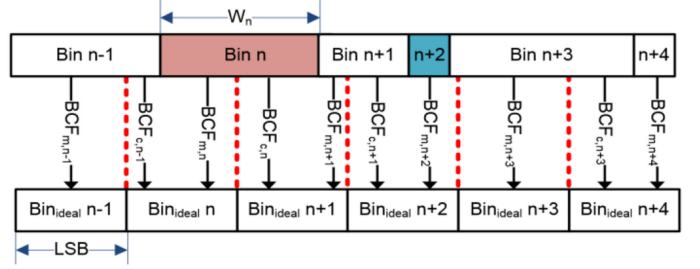 Wₙ
Bin n-1 Bin n Bin n+1 n+2 Bin n+3 n+4
BCFm,n-1 BCFc,n-1 BCFm,n BCFc,n BCFm,n+1 BCFc,n+1 BCFm,n+2 BCFm,n+3 BCFc,n+3 BCFm,n+4
Binideal n-1 Binideal n Binideal n+1 Binideal n+2 Binideal n+3 Binideal n+4
LSB